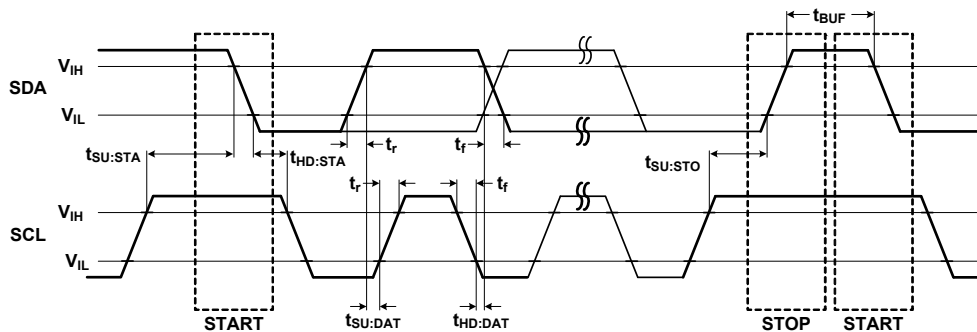 tBUF
VIH
SDA
VIL
tSU:STA
tHD:STA
tr
tf
tSU:STO
tr
tf
VIH
SCL
VIL
tSU:DAT
tHD:DAT
START
STOP
START